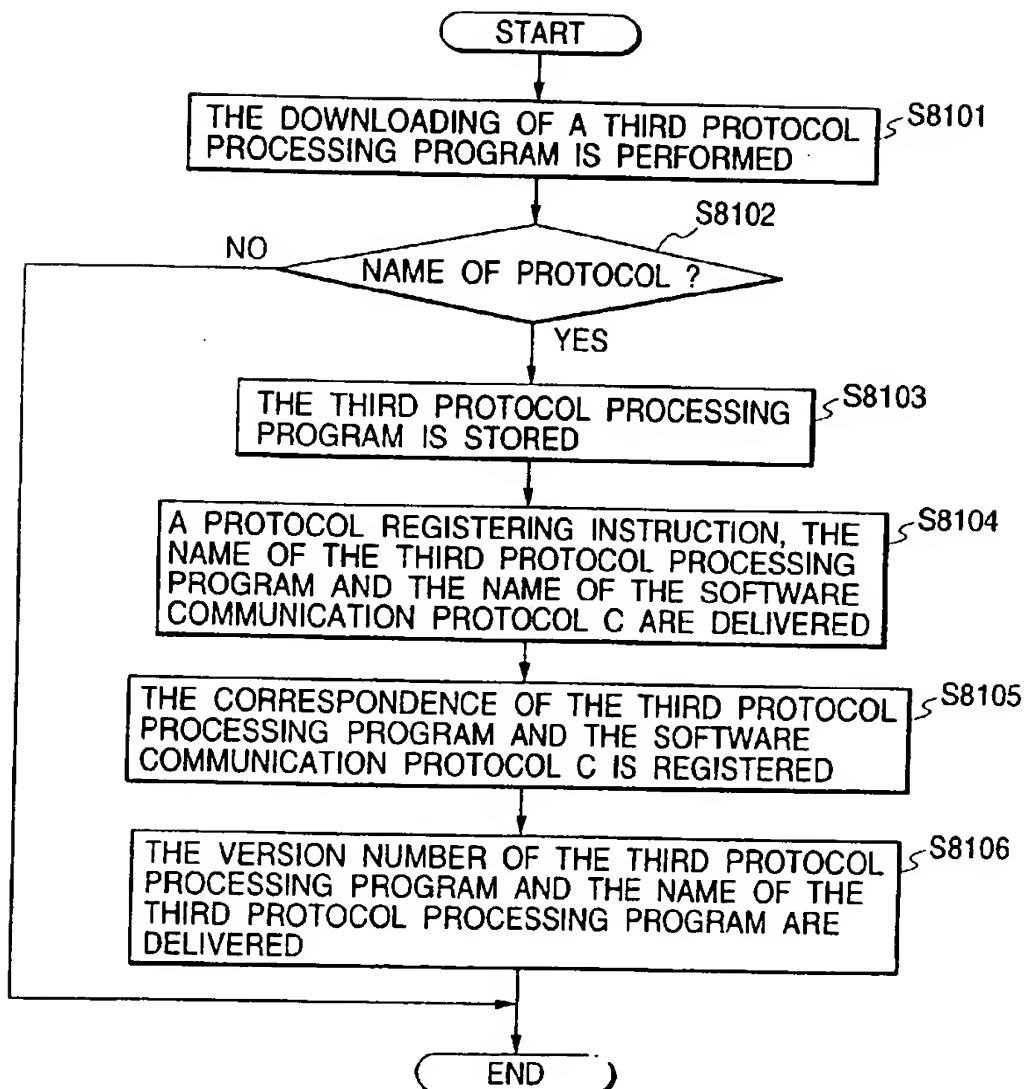 START
THE DOWNLOADING OF A THIRD PROTOCOL
PROCESSING PROGRAM IS PERFORMED
S8101
S8102
NO
NAME OF PROTOCOL ?
YES
THE THIRD PROTOCOL PROCESSING
PROGRAM IS STORED
S8103
A PROTOCOL REGISTERING INSTRUCTION, THE
NAME OF THE THIRD PROTOCOL PROCESSING
PROGRAM AND THE NAME OF THE SOFTWARE
COMMUNICATION PROTOCOL C ARE DELIVERED
S8104
THE CORRESPONDENCE OF THE THIRD PROTOCOL
PROCESSING PROGRAM AND THE SOFTWARE
COMMUNICATION PROTOCOL C IS REGISTERED
S8105
THE VERSION NUMBER OF THE THIRD PROTOCOL
PROCESSING PROGRAM AND THE NAME OF THE
THIRD PROTOCOL PROCESSING PROGRAM ARE
DELIVERED
S8106
END